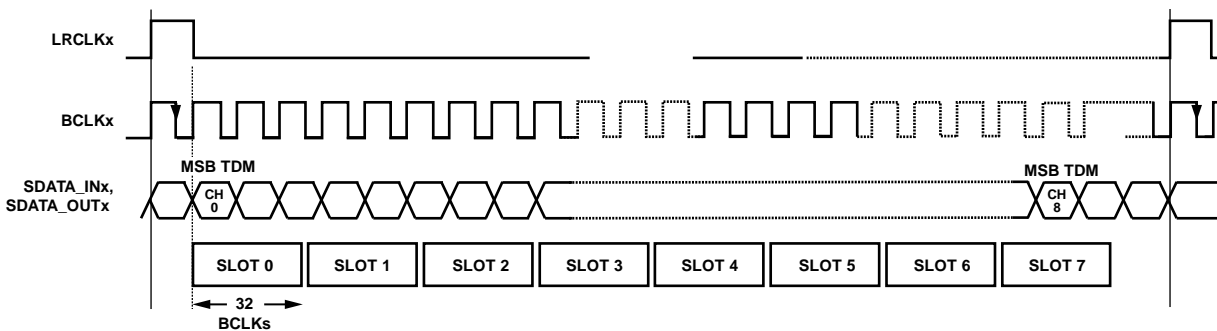 LRCLKx
BCLKx
MSB TDM
MSB TDM
SDATA_INx,
SDATA_OUTx
CH
0
CH
8
SLOT 0
SLOT 1
SLOT 2
SLOT 3
SLOT 4
SLOT 5
SLOT 6
SLOT 7
32
BCLKs